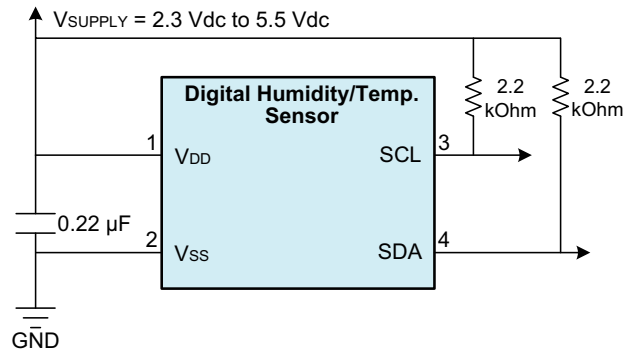 VSUPPLY = 2.3 Vdc to 5.5 Vdc
Digital Humidity/Temp.
Sensor
2.2
kOhm
2.2
kOhm
1
VDD
SCL
3
0.22 µF
2
VSS
SDA
4
GND